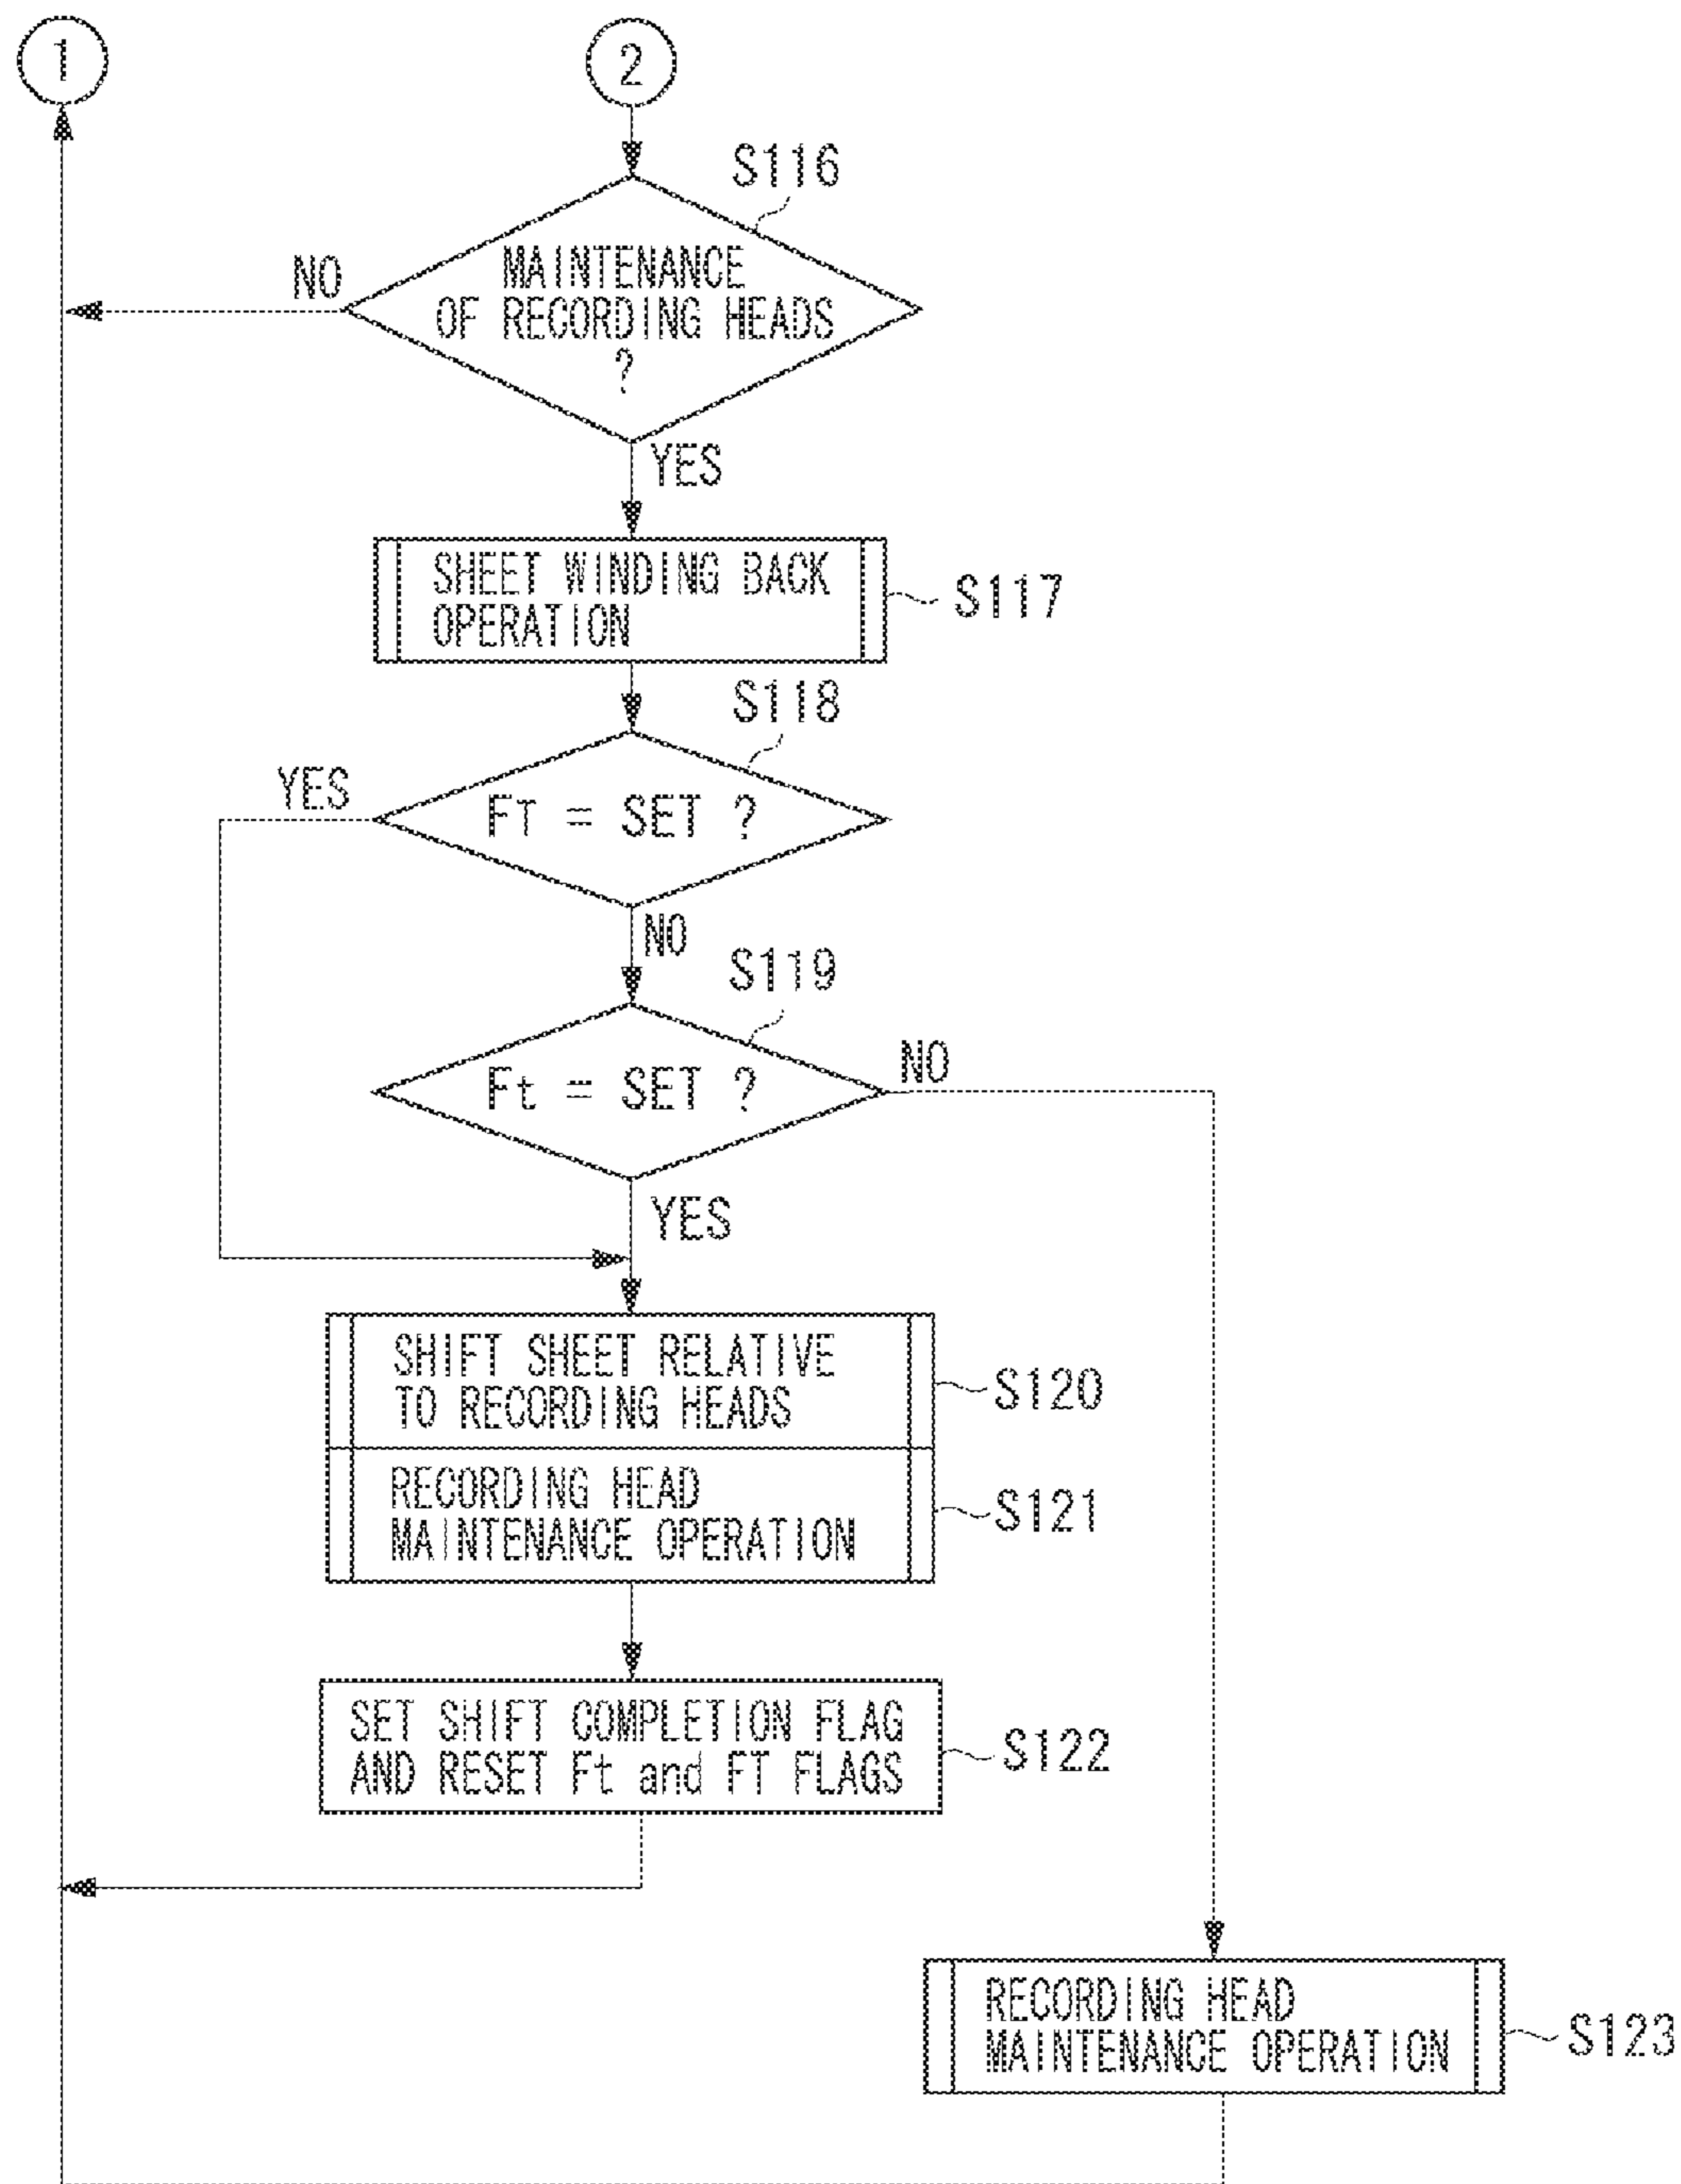 1
2
S116
MAINTENANCE
OF RECORDING HEADS
?
NO
YES
SHEET WINDING BACK
OPERATION
S117
S118
YES
FT = SET ?
NO
S119
Ft = SET ?
NO
YES
SHIFT SHEET RELATIVE
TO RECORDING HEADS
S120
RECORDING HEAD
MAINTENANCE OPERATION
S121
SET SHIFT COMPLETION FLAG
AND RESET Ft and FT FLAGS
S122
RECORDING HEAD
MAINTENANCE OPERATION
S123